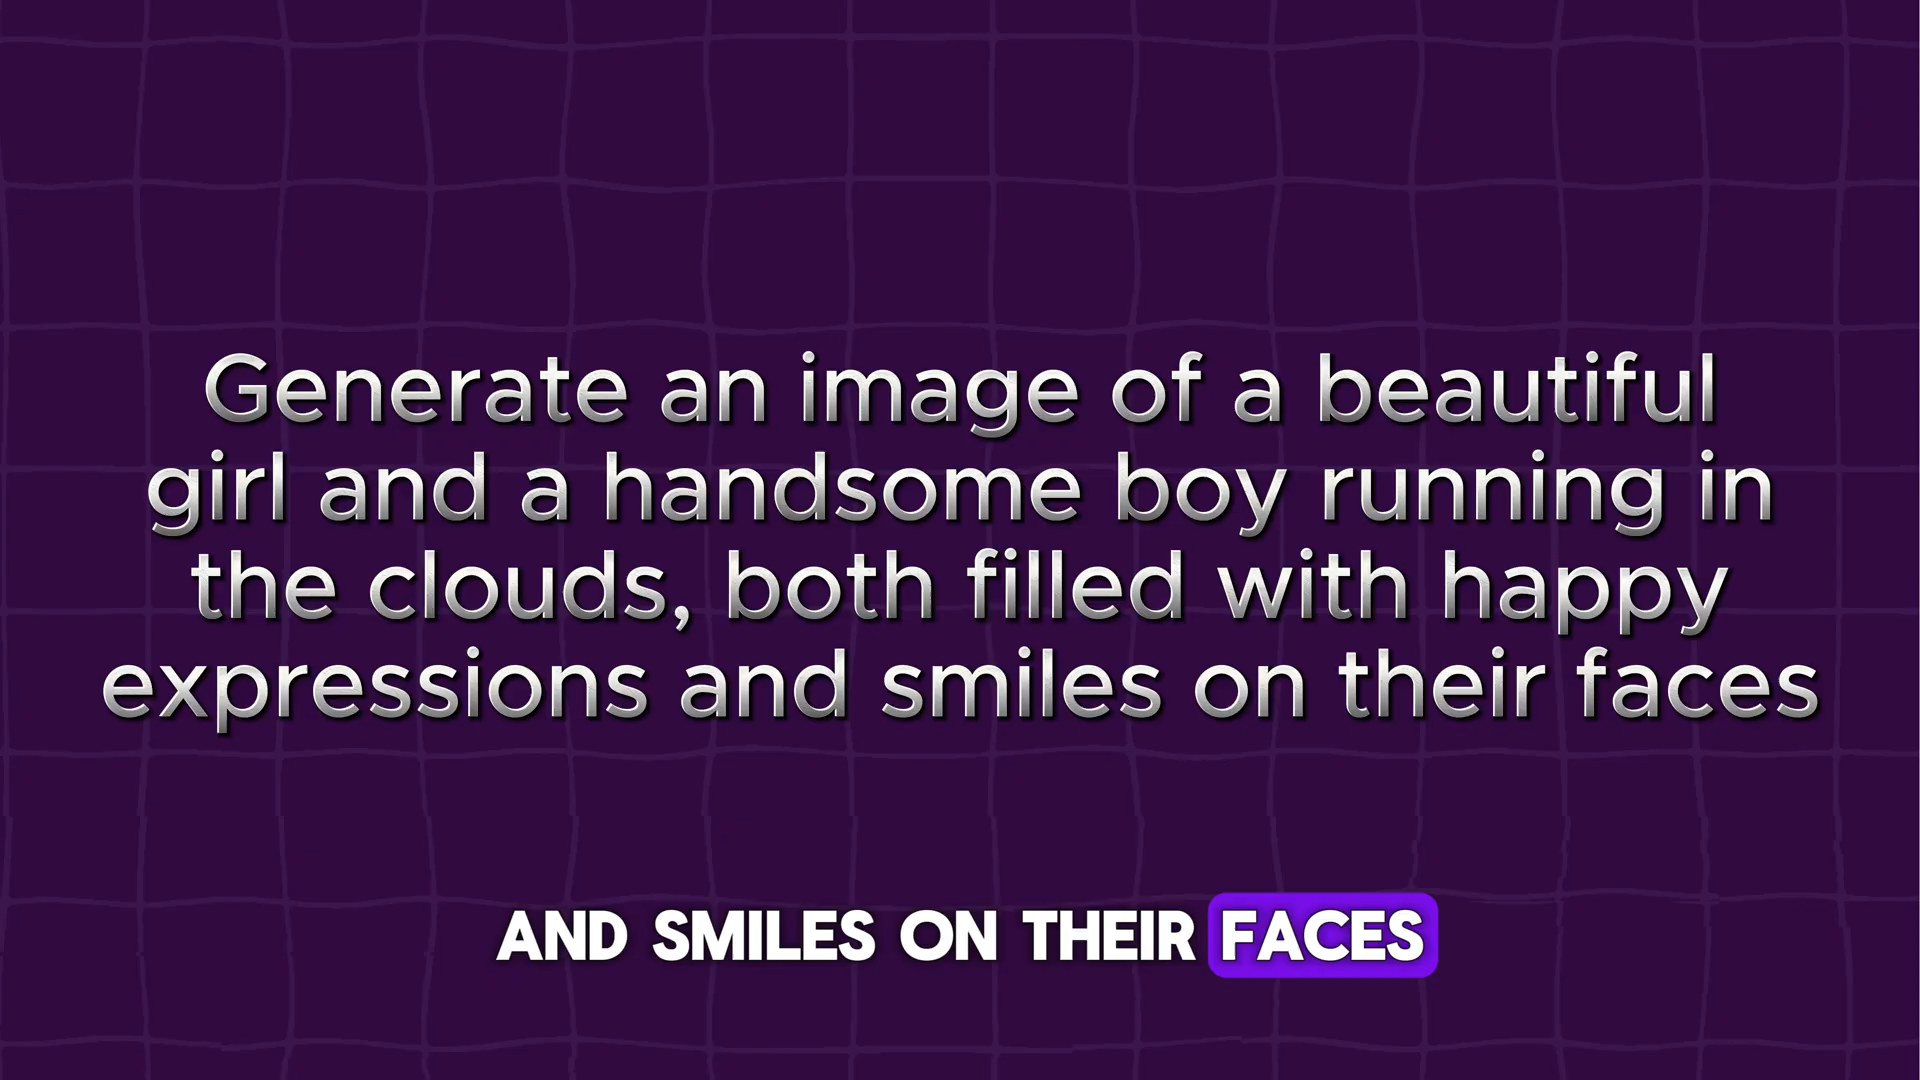 Generate an image of a beautiful
girl and a handsome boy running in
the clouds, both filled with happy
expressions and smiles on their faces
AND SMILES ON THEIR FACES